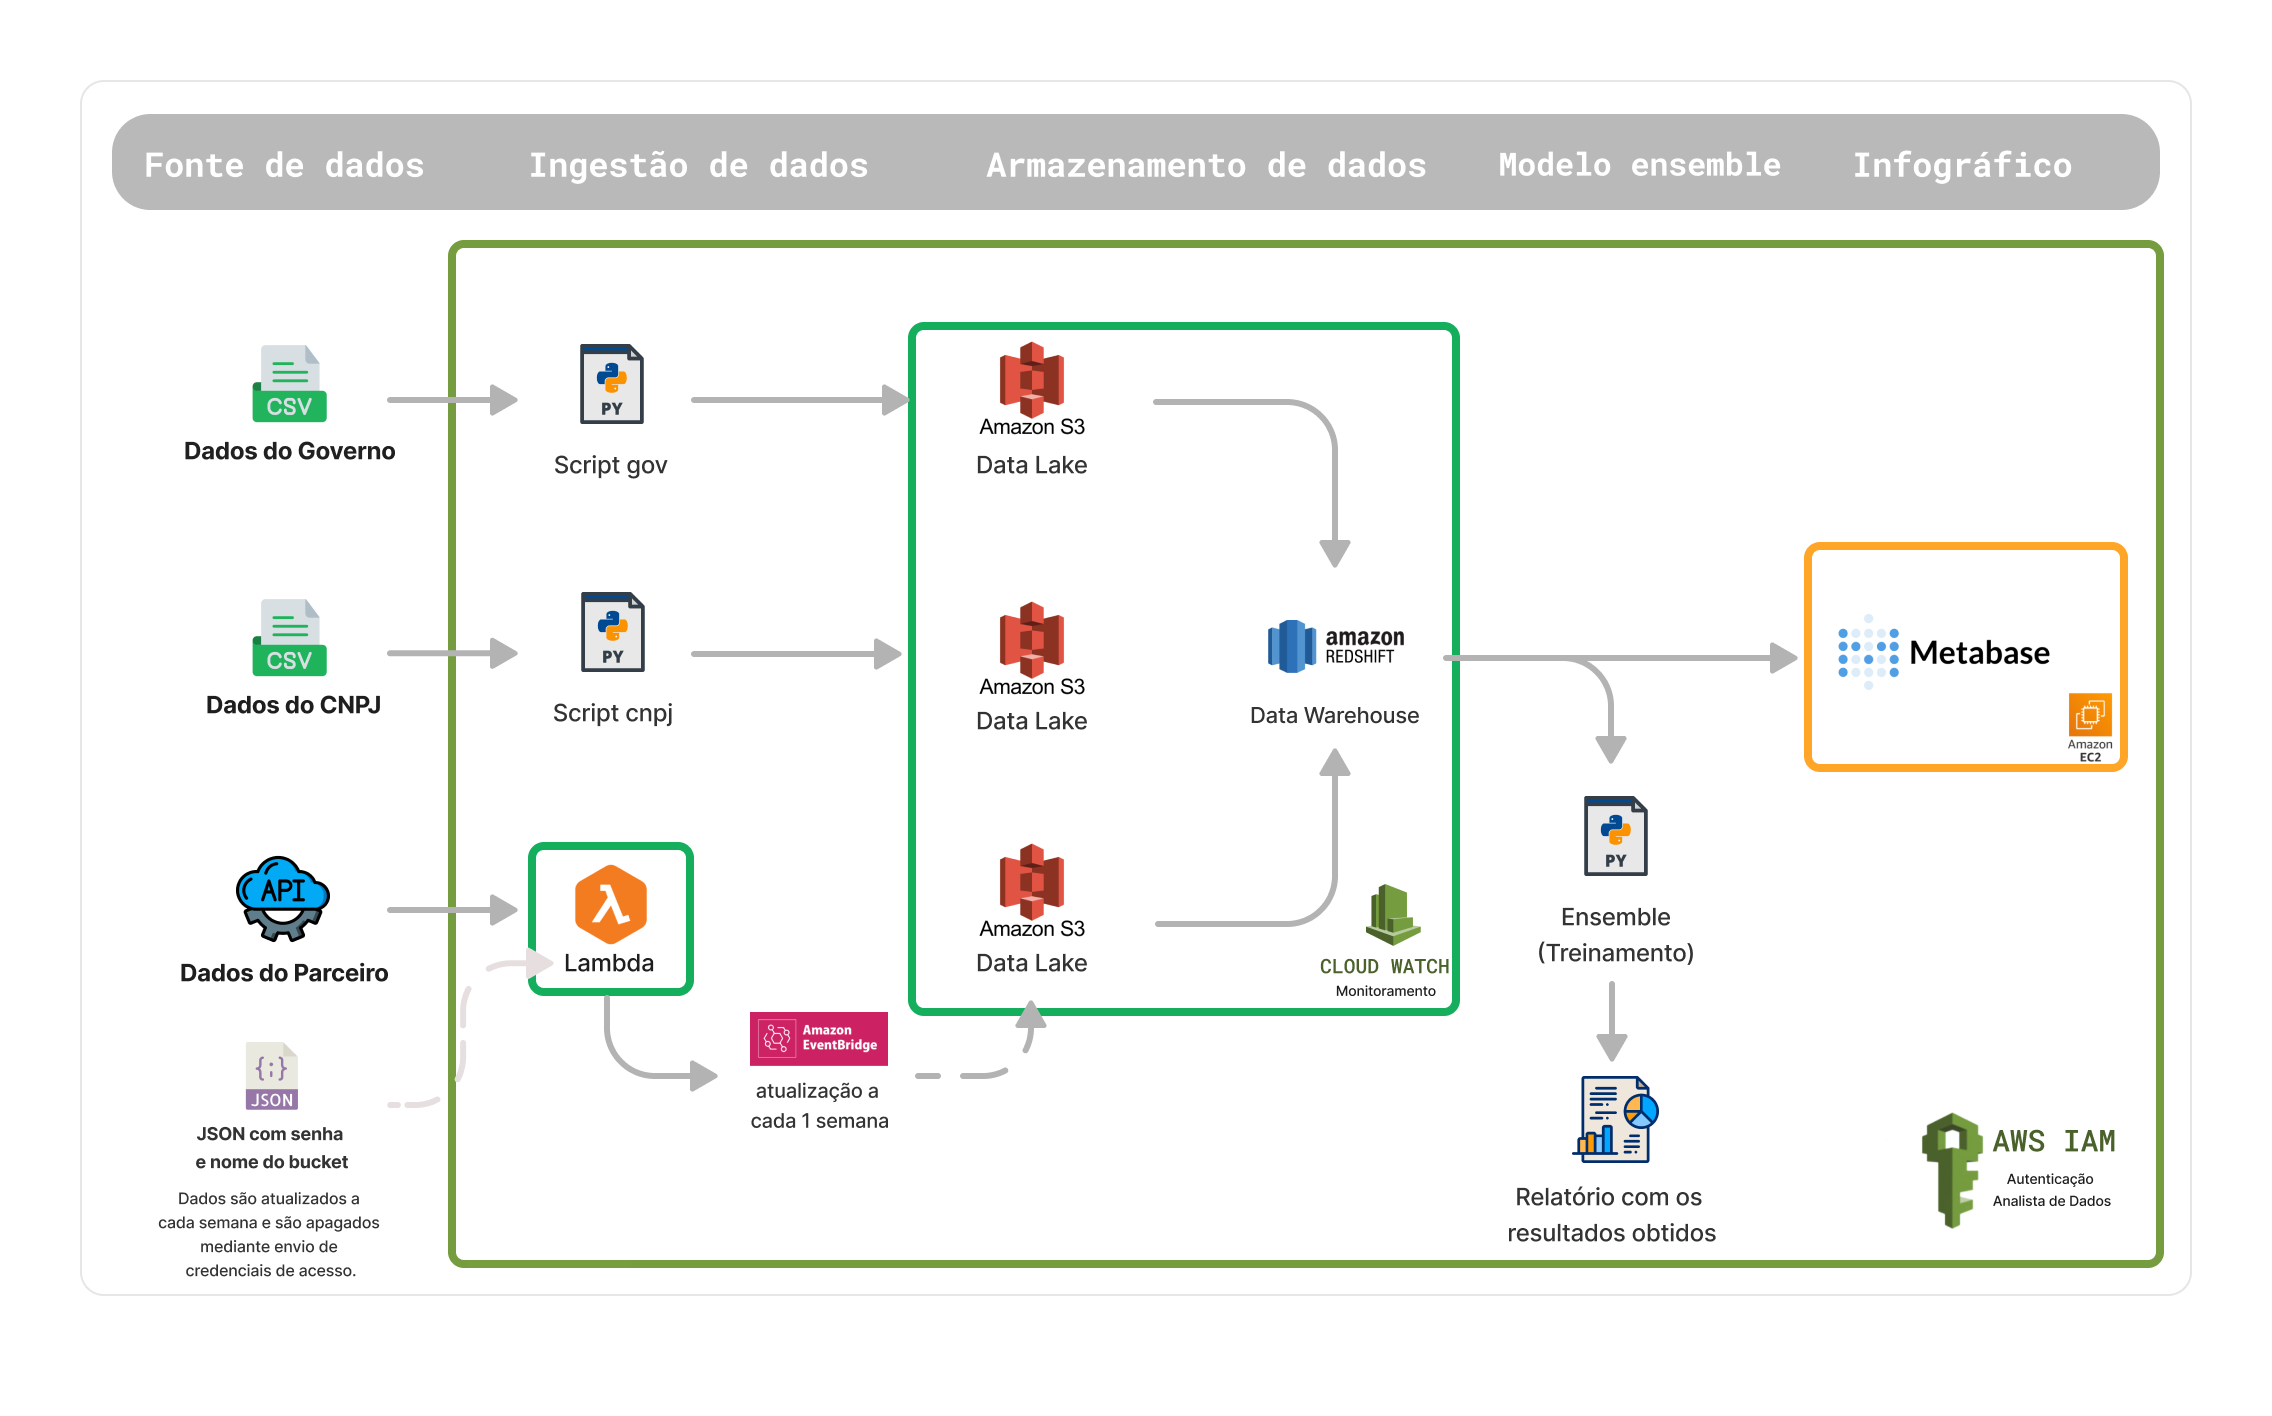 Fonte de dados
Ingestão de dados
Armazenamento de dados
Modelo ensemble
Infográfico
CSV
Dados do Governo
PY
Script gov
Amazon S3
Data Lake
CSV
Dados do CNPJ
PY
Script cnpj
Amazon S3
Data Lake
amazon
REDSHIFT
Data Warehouse
Metabase
Amazon
EC2
API
Dados do Parceiro
Lambda
Amazon S3
Data Lake
CLOUD WATCH
Monitoramento
PY
Ensemble
(Treinamento)
{;}
JSON
JSON com senha
e nome do bucket
Dados são atualizados a
cada semana e são apagados
mediante envio de
credenciais de acesso.
Amazon
EventBridge
atualização a
cada 1 semana
Relatório com os
resultados obtidos
AWS IAM
Autenticação
Analista de Dados